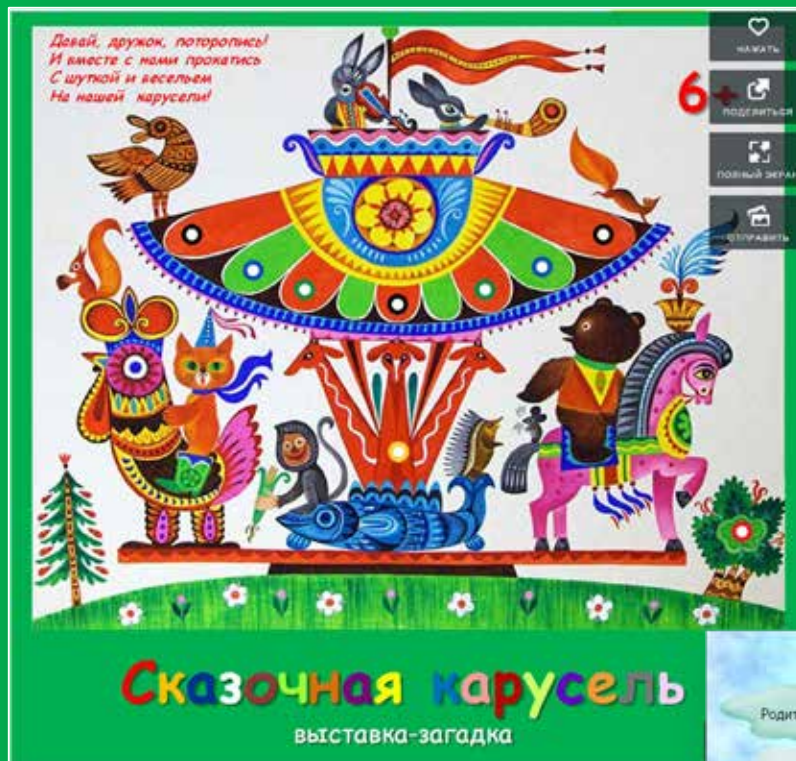 Давай, дружок, поторопись!
И вместе с нами прокатись
С шуткой и весельем
На нашей карусели!
6+
НАЖАТЬ
ПОДЕЛИТЬСЯ
ПОЛНЫЙ ЭКРАН
ОТПРАВИТЬ
Сказочная карусель
выставка-загадка
Родит